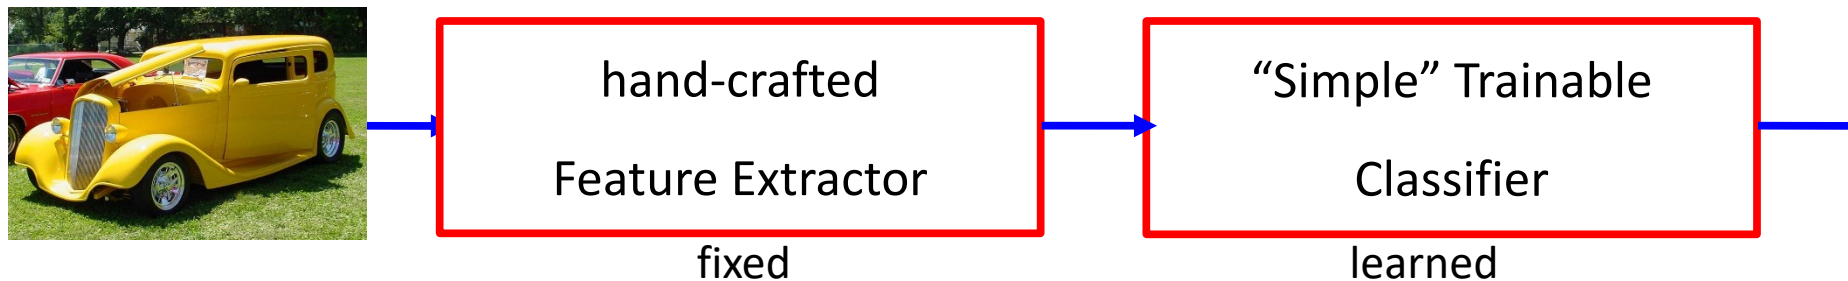 hand-crafted
Feature Extractor
fixed
“Simple” Trainable
Classifier
learned